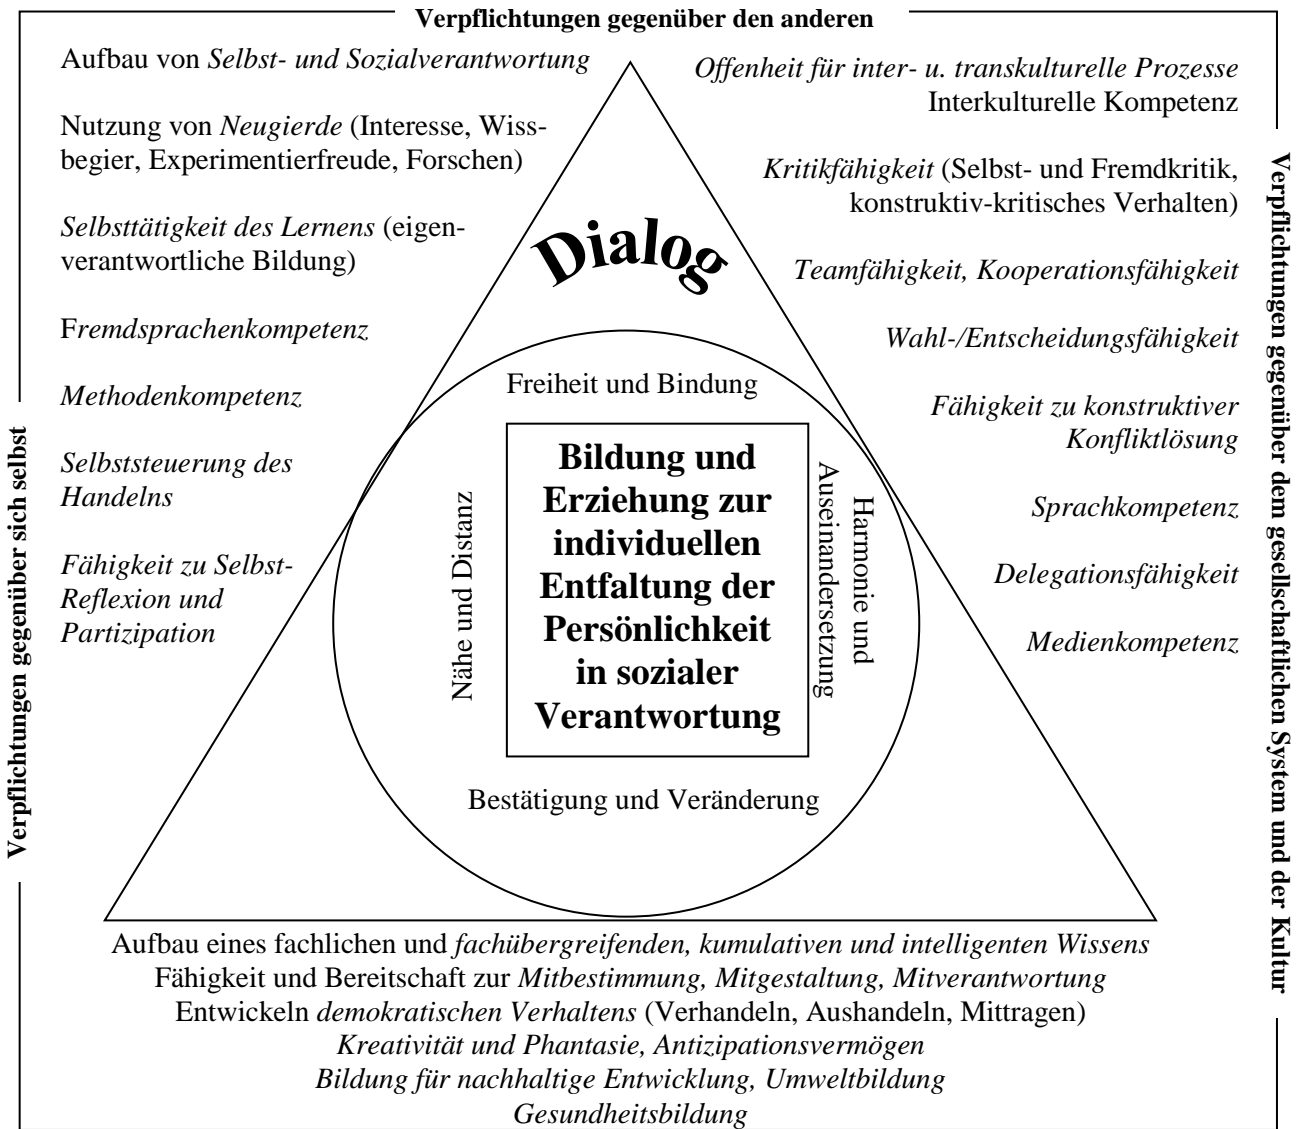 Verpflichtungen gegenüber den anderen
Aufbau von Selbst- und Sozialverantwortung
Nutzung von Neugierde (Interesse, Wiss-
begier, Experimentierfreude, Forschen)
Selbsttätigkeit des Lernens (eigen-
verantwortliche Bildung)
Fremdsprachenkompetenz
Methodenkompetenz
Selbststeuerung des
Handelns
Fähigkeit zu Selbst-
Reflexion und
Partizipation
Verpflichtungen gegenüber sich selbst
Dialog
Freiheit und Bindung
Nähe und Distanz
Bildung und
Erziehung zur
individuellen
Entfaltung der
Persönlichkeit
in sozialer
Verantwortung
Harmonie und
Auseinandersetzung
Bestätigung und Veränderung
Offenheit für inter- u. transkulturelle Prozesse
Interkulturelle Kompetenz
Kritikfähigkeit (Selbst- und Fremdkritik,
konstruktiv-kritisches Verhalten)
Teamfähigkeit, Kooperationsfähigkeit
Wahl-/Entscheidungsfähigkeit
Fähigkeit zu konstruktiver
Konfliktlösung
Sprachkompetenz
Delegationsfähigkeit
Medienkompetenz
Verpflichtungen gegenüber dem gesellschaftlichen System und der Kultur
Aufbau eines fachlichen und fachübergreifenden, kumulativen und intelligenten Wissens
Fähigkeit und Bereitschaft zur Mitbestimmung, Mitgestaltung, Mitverantwortung
Entwickeln demokratischen Verhaltens (Verhandeln, Aushandeln, Mittragen)
Kreativität und Phantasie, Antizipationsvermögen
Bildung für nachhaltige Entwicklung, Umweltbildung
Gesundheitsbildung